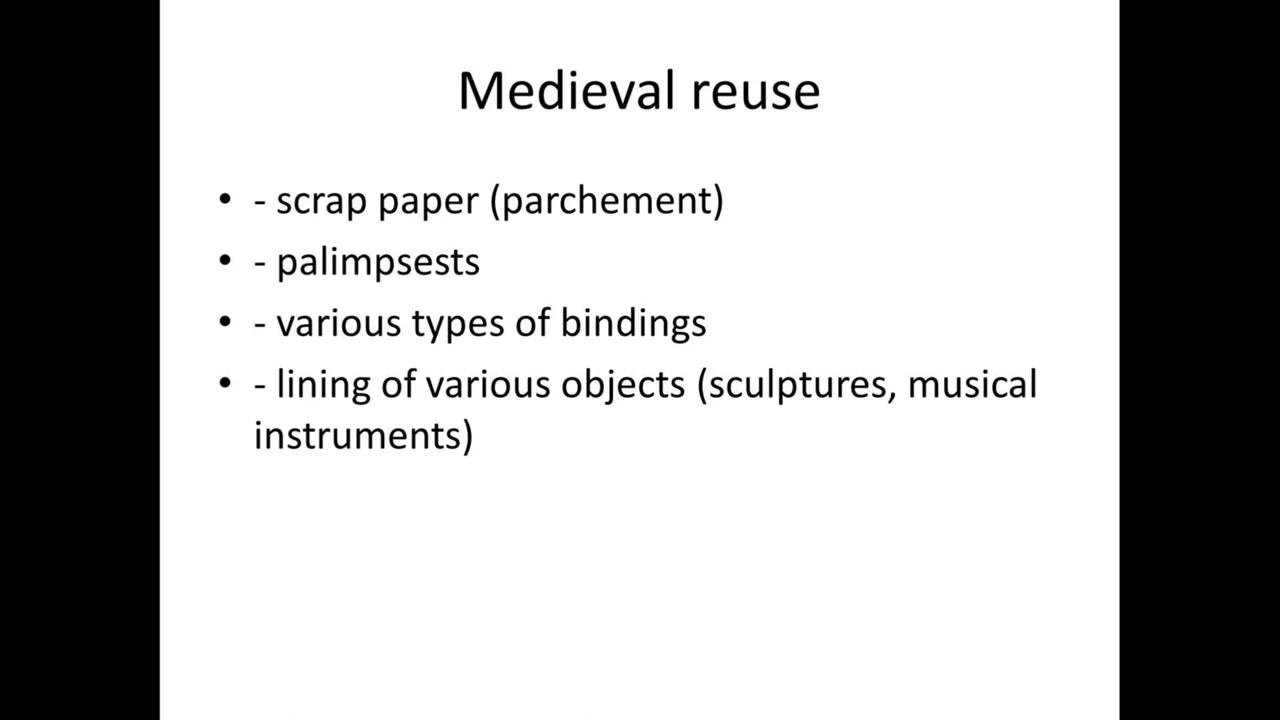 Medieval reuse
• - scrap paper (parchement)
• - palimpsests
• - various types of bindings
• - lining of various objects (sculptures, musical
instruments)